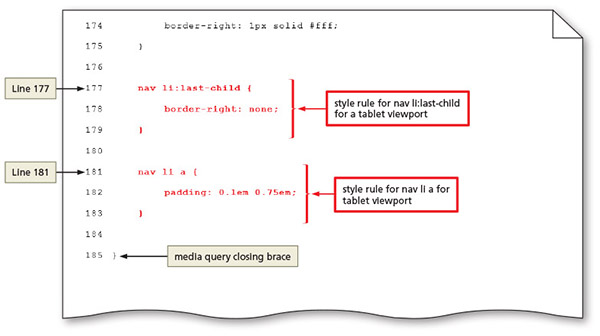 174 border-right: 1px solid #fff;
175 }
176
Line 177
177 nav li:last-child {
178 border-right: none;
179 }
style rule for nav li:last-child
for a tablet viewport
180
Line 181
181 nav li a {
182 padding: 0.1em 0.75em;
183 }
style rule for nav li a for
tablet viewport
184
185 }
media query closing brace